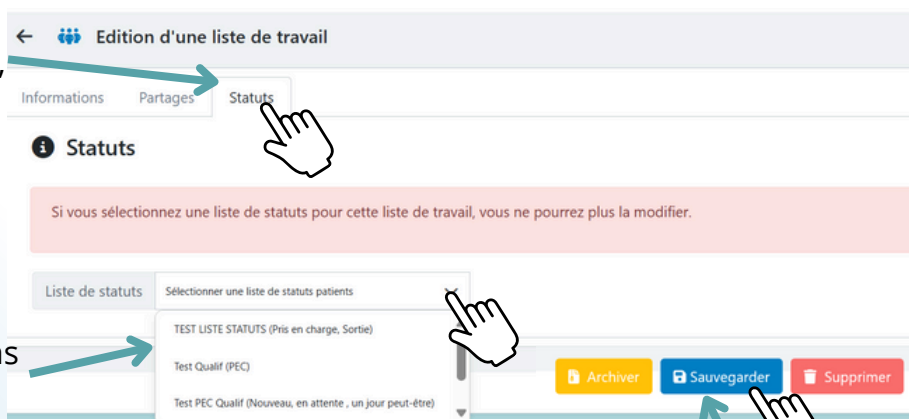 Edition d'une liste de travail
Informations Partages Statuts
Statuts
Si vous sélectionnez une liste de statuts pour cette liste de travail, vous ne pourrez plus la modifier.
Liste de statuts Sélectionner une liste de statuts patients
TEST LISTE STATUTS (Pris en charge, Sortie)
Test Qualif (PEC)
Test PEC Qualif (Nouveau, en attente , un jour peut-être)
Archiver Sauvegarder Supprimer